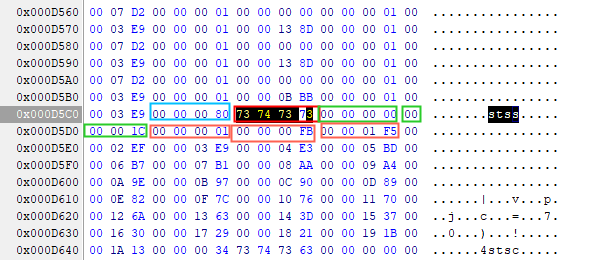 0x000D560 00 07 D2 00 00 00 01 00 00 00 00 00 00 00 01 00 ................
0x000D570 00 03 E9 00 00 00 01 00 00 13 8D 00 00 00 01 00 ................
0x000D580 00 07 D2 00 00 00 01 00 00 00 00 00 00 00 01 00 ................
0x000D590 00 03 E9 00 00 00 01 00 00 13 8D 00 00 00 01 00 ................
0x000D5A0 00 07 D2 00 00 00 01 00 00 00 00 00 00 00 01 00 ................
0x000D5B0 00 03 E9 00 00 00 01 00 00 0B BB 00 00 00 01 00 ................
0x000D5C0 00 03 E9 00 00 00 80 73 74 73 73 00 00 00 00 00 .......stss.....
0x000D5D0 00 00 1C 00 00 00 01 00 00 00 FB 00 00 01 F5 00 ................
0x000D5E0 00 02 EF 00 00 03 E9 00 00 04 E3 00 00 05 BD 00 ................
0x000D5F0 00 06 B7 00 00 07 B1 00 00 08 AA 00 00 09 A4 00 ................
0x000D600 00 0A 9E 00 00 0B 97 00 00 0C 90 00 00 0D 89 00 ................
0x000D610 00 0E 82 00 00 0F 7C 00 00 10 76 00 00 11 70 00 ......|...v...p.
0x000D620 00 12 6A 00 00 13 63 00 00 14 3D 00 00 15 37 00 ..j...c...=...7.
0x000D630 00 16 30 00 00 17 29 00 00 18 21 00 00 19 1B 00 ..0...)...!.....
0x000D640 00 1A 13 00 00 00 34 73 74 73 63 00 00 00 00 00 ......4stsc.....